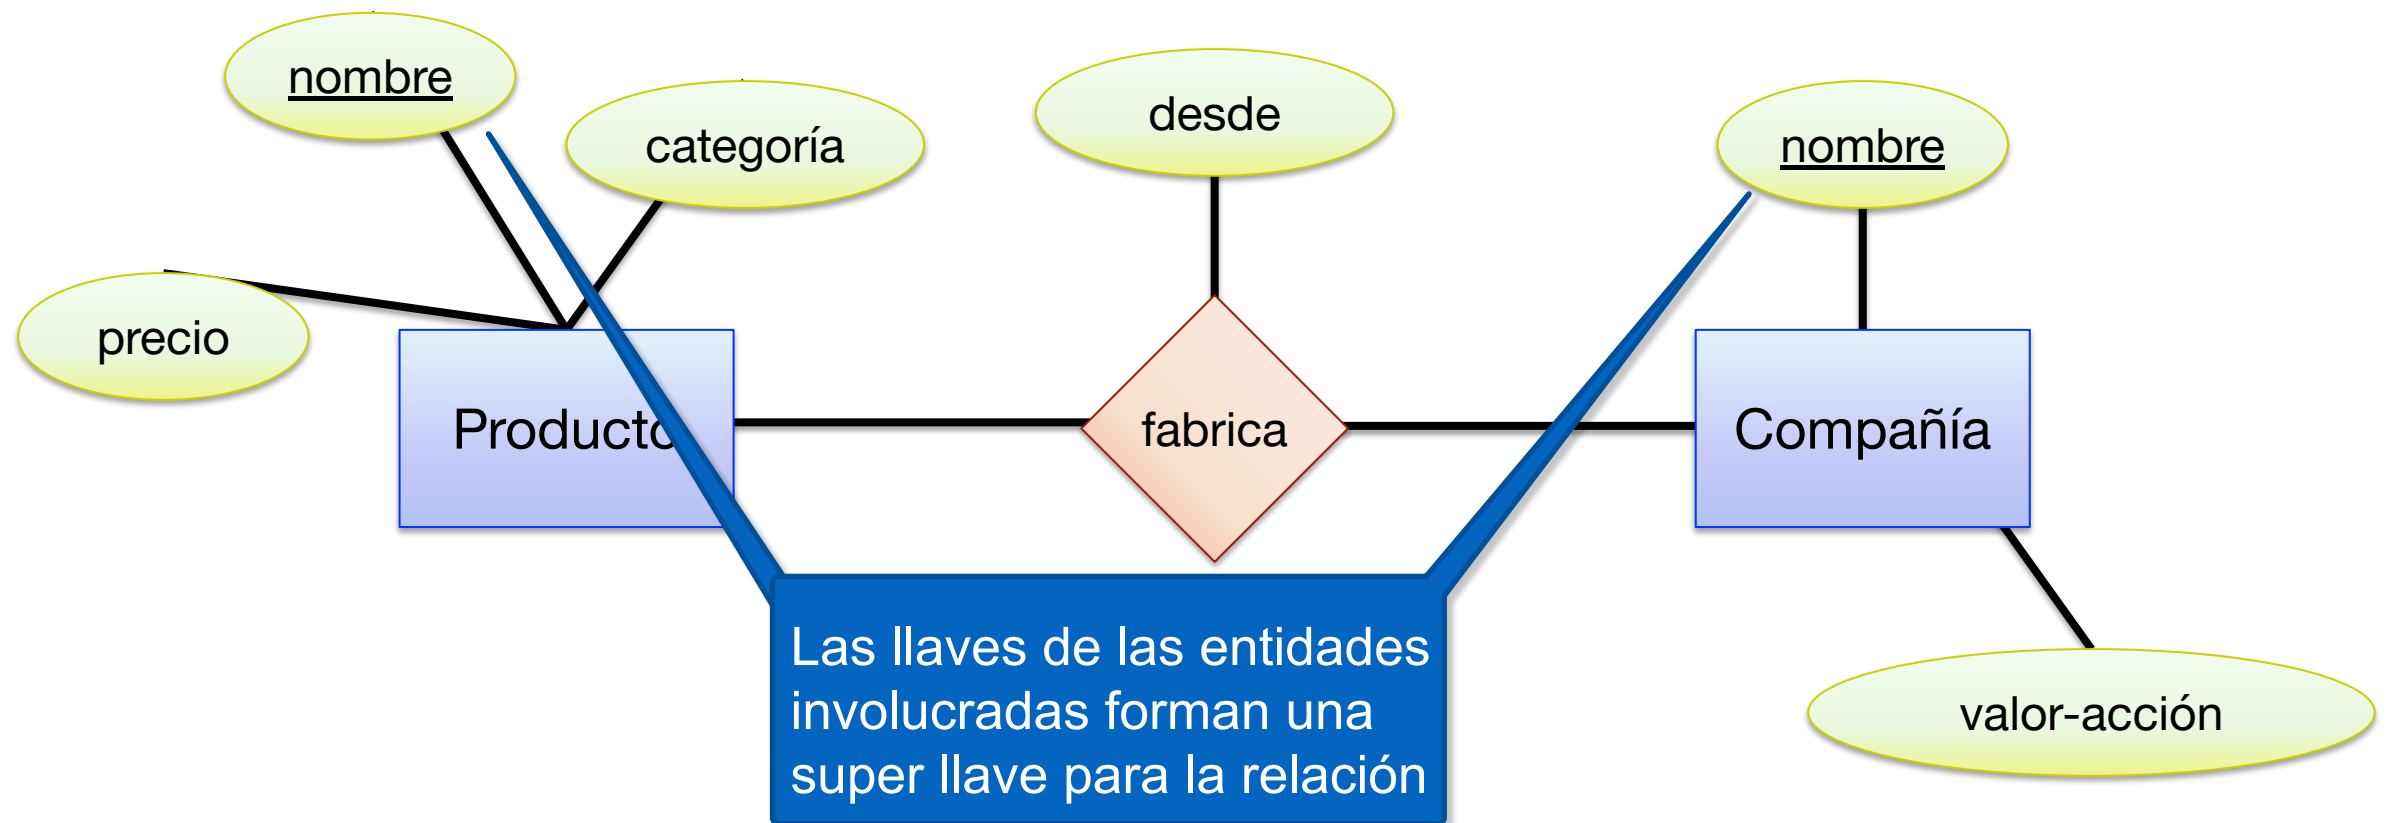 nombre
categoría
desde
nombre
precio
Producto
fabrica
Compañía
Las llaves de las entidades
involucradas forman una
super llave para la relación
valor-acción